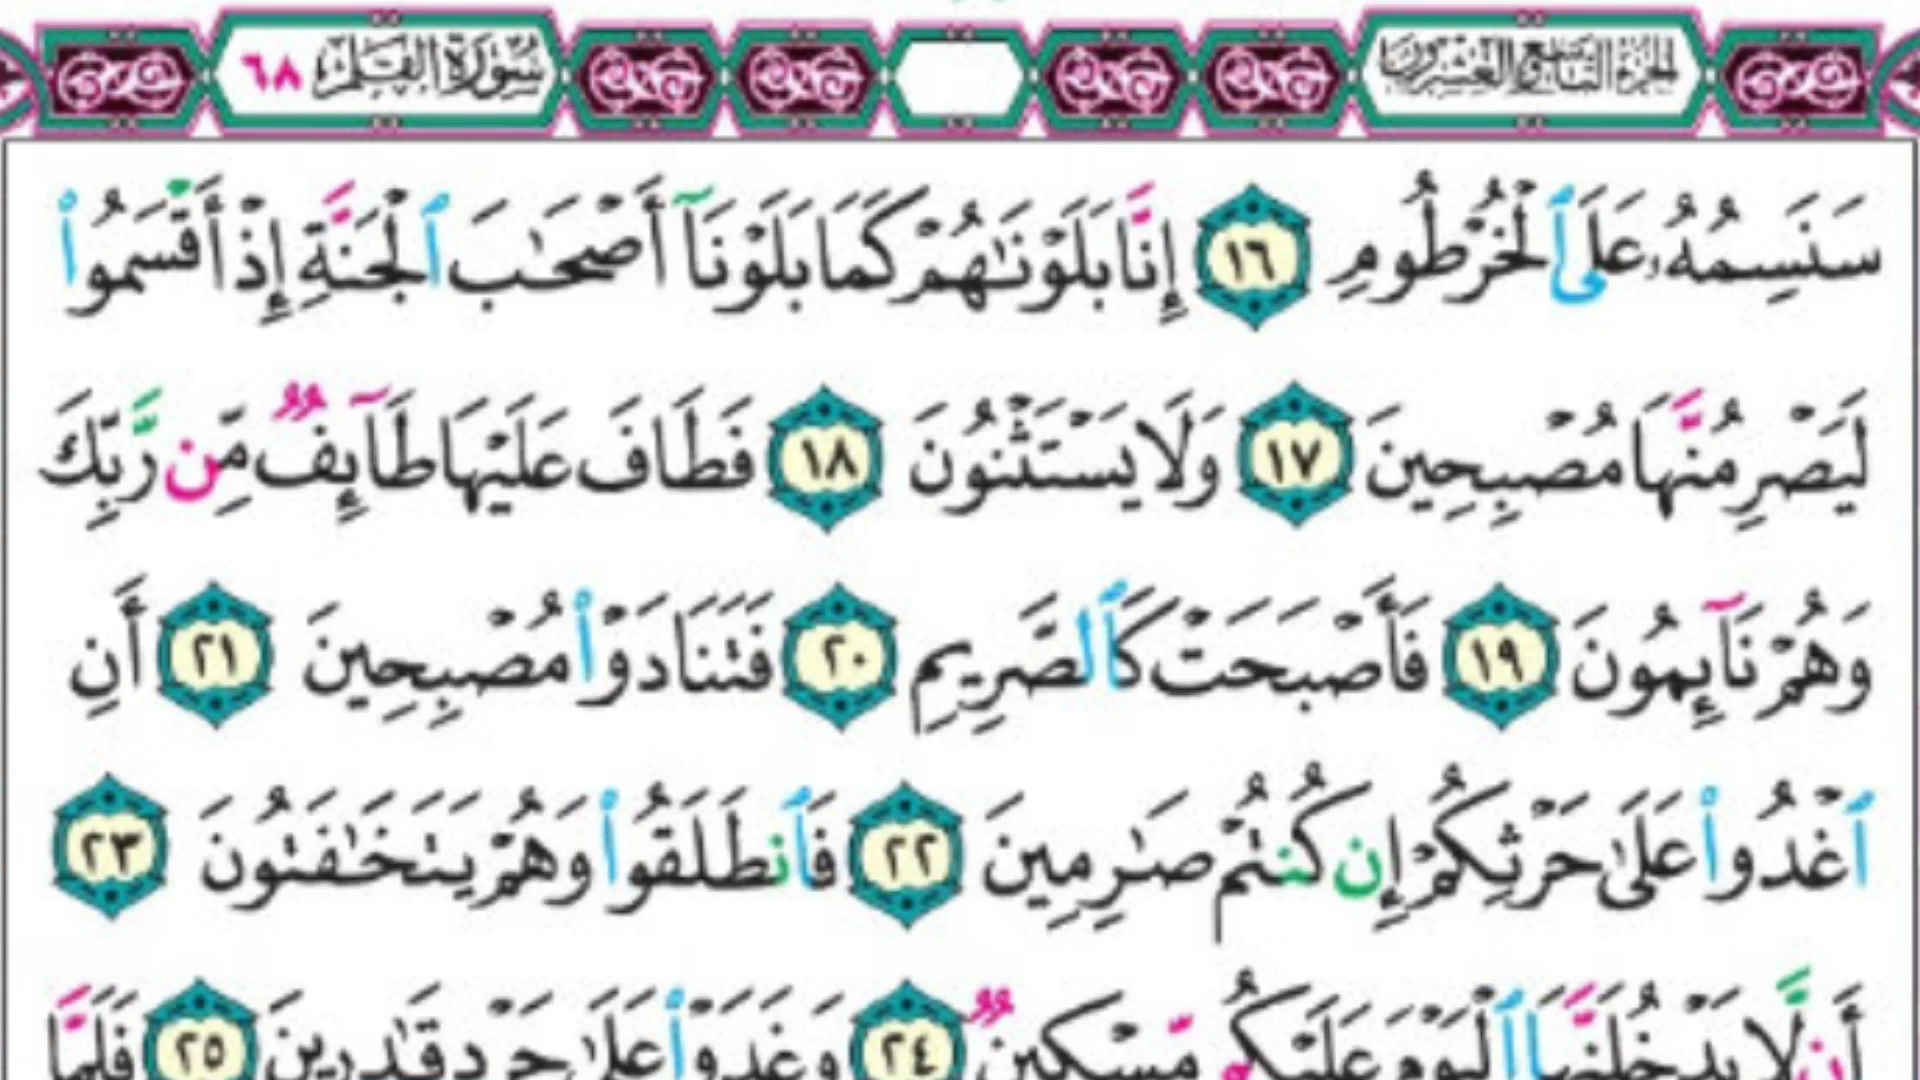 الجزء التاسع والعشرون
سورة القلم ٦٨
سَنَسِمُهُۥ عَلَى ٱلْخُرْطُومِ ١٦ إِنَّا بَلَوْنَـٰهُمْ كَمَا بَلَوْنَآ أَصْحَـٰبَ ٱلْجَنَّةِ إِذْ أَقْسَمُوا۟
لَيَصْرِمُنَّهَا مُصْبِحِينَ ١٧ وَلَا يَسْتَثْنُونَ ١٨ فَطَافَ عَلَيْهَا طَآئِفٌ مِّن رَّبِّكَ
وَهُمْ نَآئِمُونَ ١٩ فَأَصْبَحَتْ كَٱلصَّرِيمِ ٢٠ فَتَنَادَوْا۟ مُصْبِحِينَ ٢١ أَنِ
ٱغْدُوا۟ عَلَىٰ حَرْثِكُمْ إِن كُنتُمْ صَـٰرِمِينَ ٢٢ فَٱنطَلَقُوا۟ وَهُمْ يَتَخَـٰفَتُونَ ٢٣
أَن لَّا يَدْخُلَنَّهَا ٱلْيَوْمَ عَلَيْكُم مِّسْكِينٌ ٢٤ وَغَدَوْا۟ عَلَىٰ حَرْدٍ قَـٰدِرِينَ ٢٥ فَلَمَّا